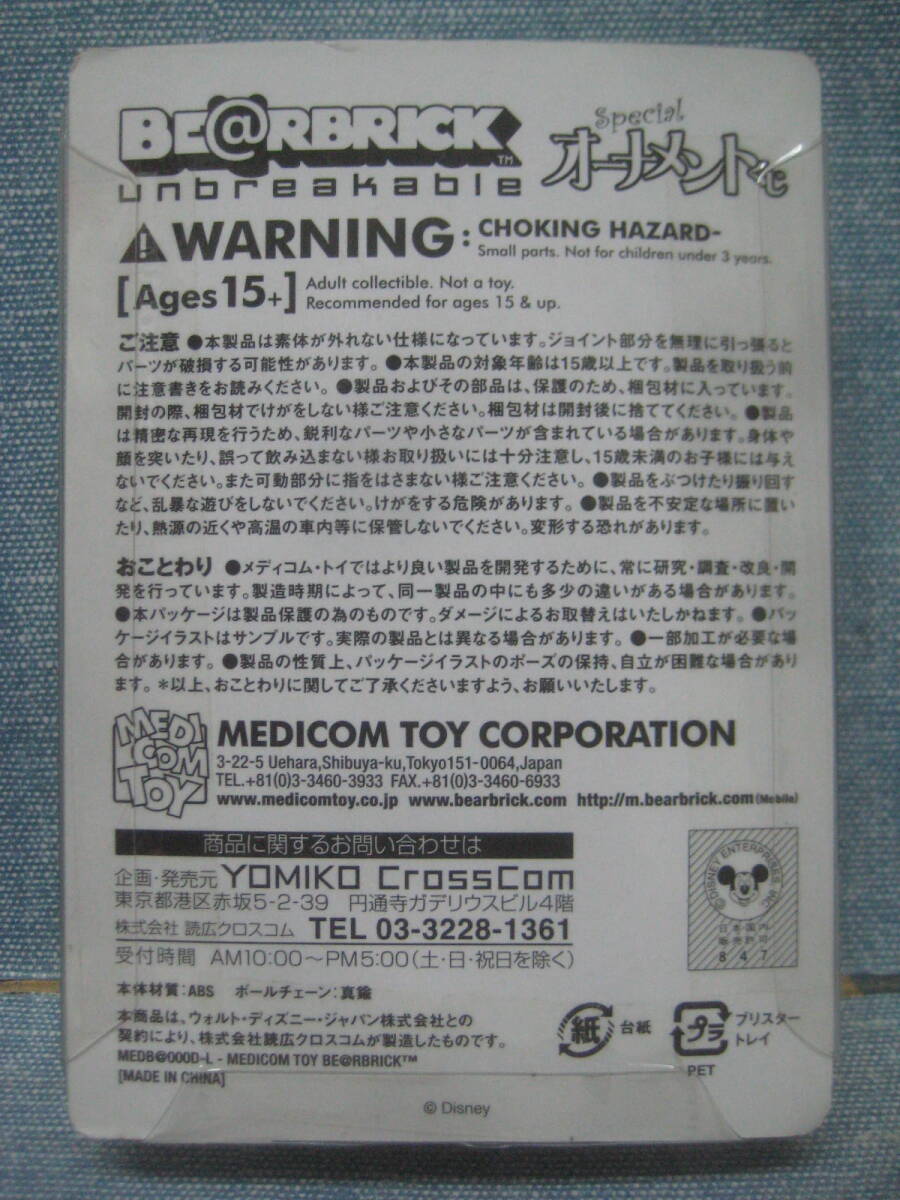 BE@RBRICK™
unbreakable
Special
オーナメントくじ
WARNING: CHOKING HAZARD-
Small parts. Not for children under 3 years.
[Ages 15+] Adult collectible. Not a toy.
Recommended for ages 15 & up.
ご注意 ●本製品は素体が外れない仕様になっています。ジョイント部分を無理に引っ張ると
パーツが破損する可能性があります。 ●本製品の対象年齢は15歳以上です。製品を取り扱う前
に注意書きをお読みください。 ●製品およびその部品は、保護のため、梱包材に入っています。
開封の際、梱包材でけがをしない様ご注意ください。梱包材は開封後に捨ててください。 ●製品
は精密な再現を行うため、鋭利なパーツや小さなパーツが含まれている場合があります。身体や
顔を突いたり、誤って飲み込まない様お取り扱いには十分注意し、15歳未満のお子様には与え
ないでください。また可動部分に指をはさまない様ご注意ください。 ●製品をぶつけたり振り回す
など、乱暴な遊びをしないでください。けがをする危険があります。 ●製品を不安定な場所に置い
たり、熱源の近くや高温の車内等に保管しないでください。変形する恐れがあります。
おことわり ●メディコム・トイではより良い製品を開発するために、常に研究・調査・改良・開
発を行っています。製造時期によって、同一製品の中にも多少の違いがある場合があります。
●本パッケージは製品保護の為のものです。ダメージによるお取替えはいたしかねます。 ●パッ
ケージイラストはサンプルです。実際の製品とは異なる場合があります。 ●一部加工が必要な場
合があります。 ●製品の性質上、パッケージイラストのポーズの保持、自立が困難な場合があり
ます。 *以上、おことわりに関してご了承くださいますよう、お願いいたします。
MEDI COM TOY
MEDICOM TOY CORPORATION
3-22-5 Uehara,Shibuya-ku,Tokyo151-0064,Japan
TEL.+81(0)3-3460-3933 FAX.+81(0)3-3460-6933
www.medicomtoy.co.jp www.bearbrick.com http://m.bearbrick.com(Mobile)
商品に関するお問い合わせは
企画・発売元 YOMIKO CrossCom
東京都港区赤坂5-2-39 円通寺ガデリウスビル4階
株式会社 読広クロスコム TEL 03-3228-1361
受付時間 AM10:00〜PM5:00(土・日・祝日を除く)
©DISNEY ENTERPRISES, INC.
日本国内
販売許可
847
本体材質:ABS ボールチェーン:真鍮
本商品は、ウォルト・ディズニー・ジャパン株式会社との
契約により、株式会社読広クロスコムが製造したものです。
MEDB@000D-L - MEDICOM TOY BE@RBRICK™
[MADE IN CHINA]
紙 台紙
プラ ブリスター
トレイ
PET
© Disney